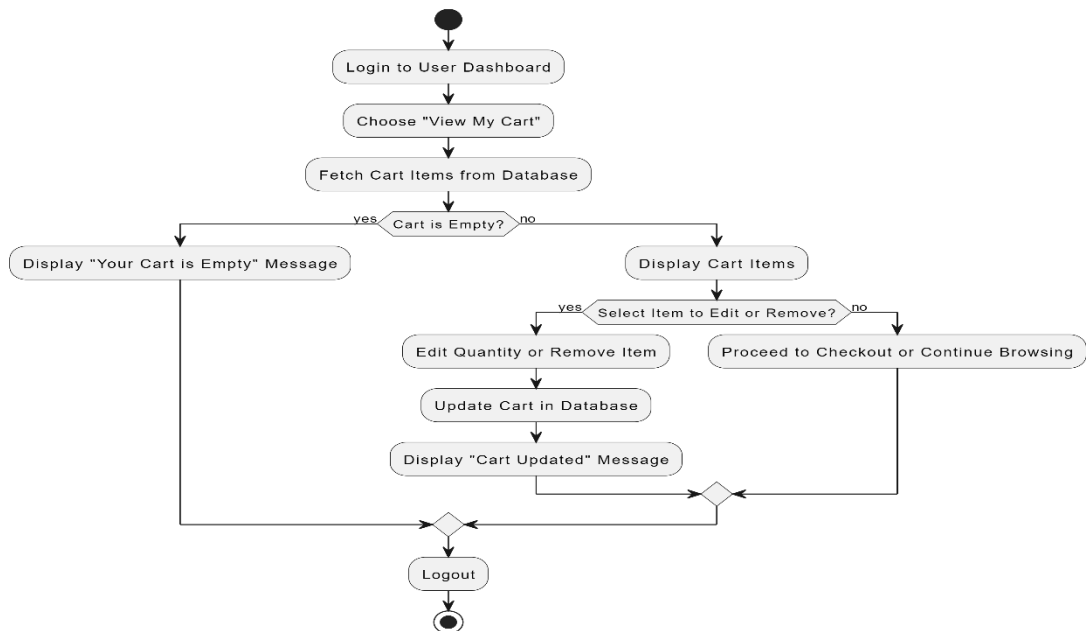 Login to User Dashboard
Choose "View My Cart"
Fetch Cart Items from Database
yes
Cart is Empty?
no
Display "Your Cart is Empty" Message
Display Cart Items
yes
Select Item to Edit or Remove?
no
Edit Quantity or Remove Item
Proceed to Checkout or Continue Browsing
Update Cart in Database
Display "Cart Updated" Message
Logout